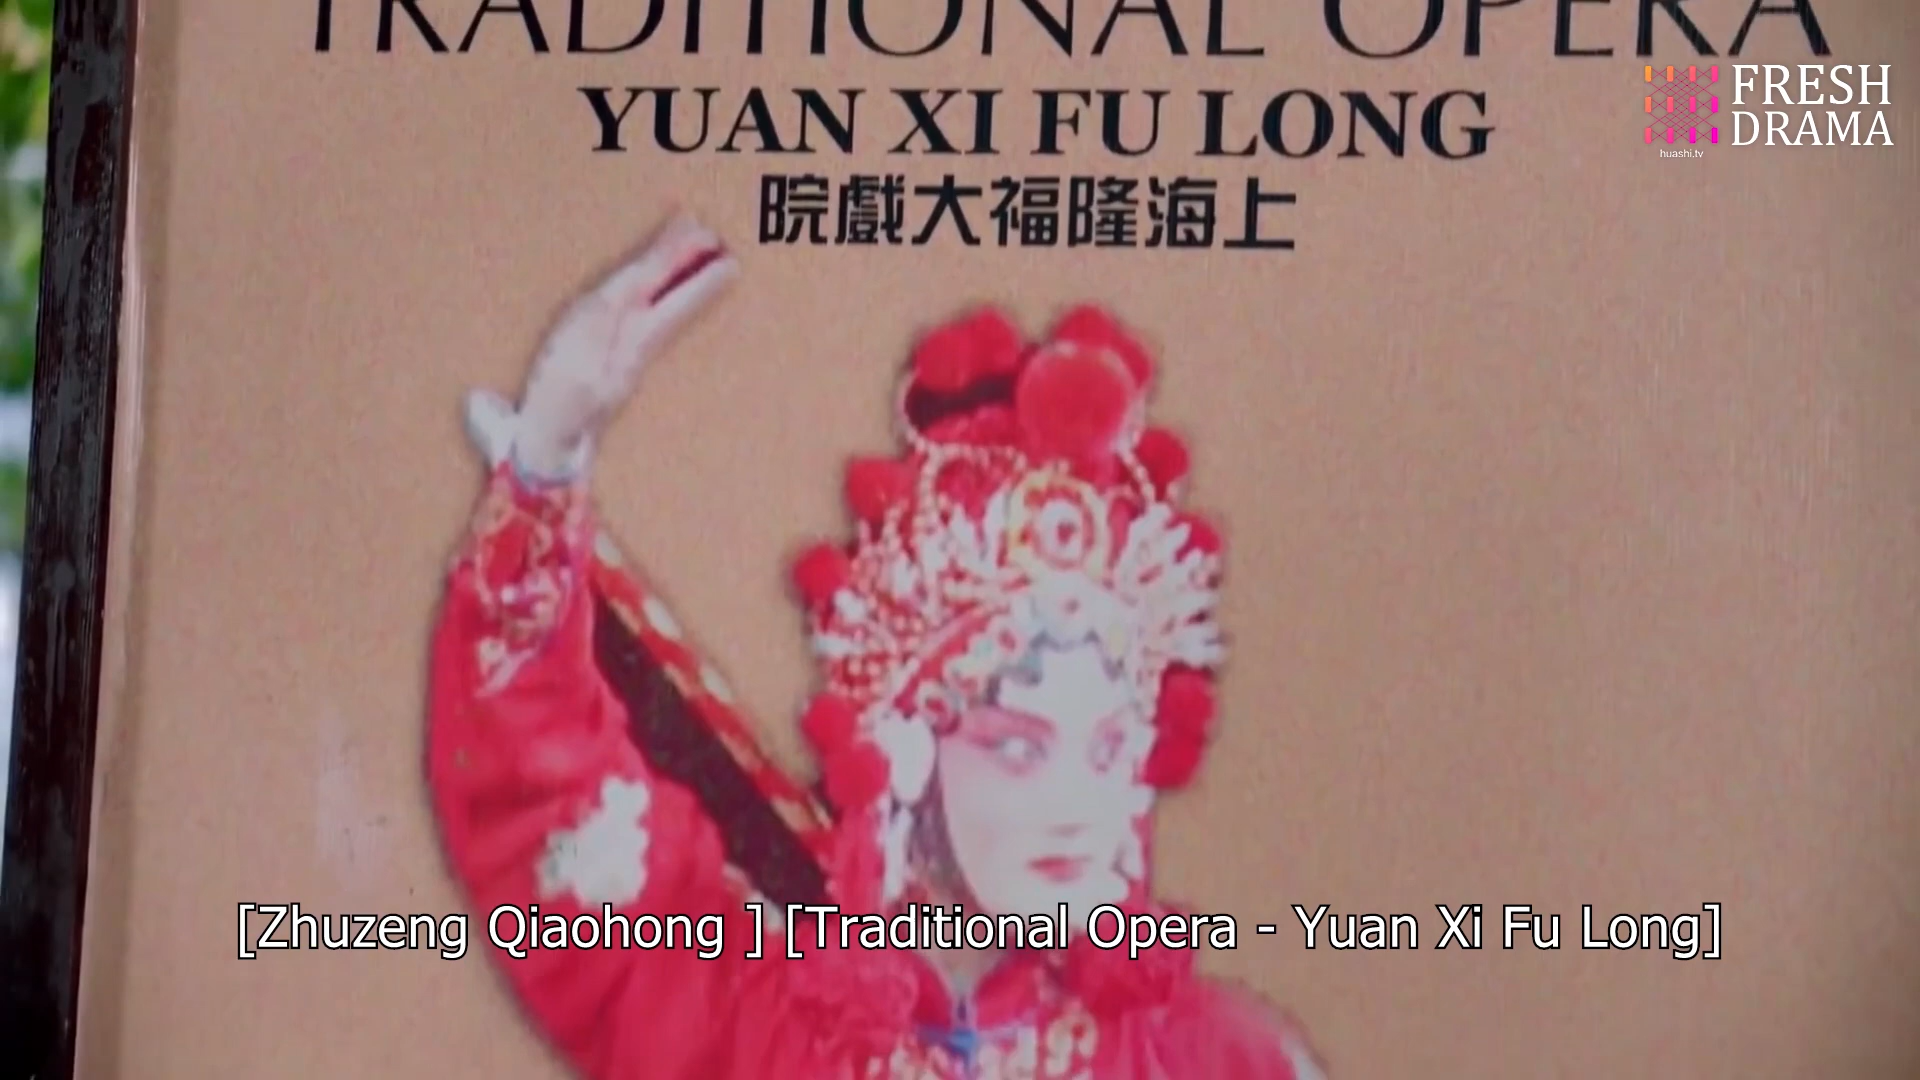 TRADITIONAL OPERA
YUAN XI FU LONG
院戲大福隆海上
FRESH
DRAMA
huashi.tv
[Zhuzeng Qiaohong ] [Traditional Opera - Yuan Xi Fu Long]